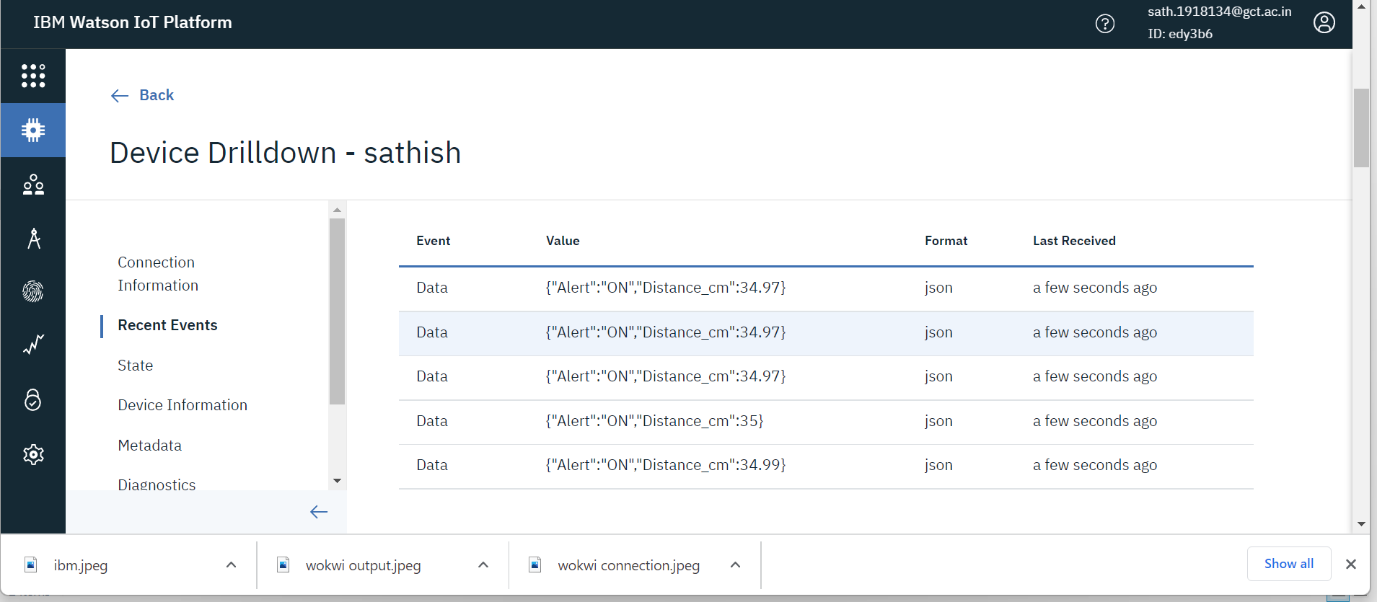 IBM Watson IoT Platform
sath.1918134@gct.ac.in
ID: edy3b6
Back
Device Drilldown - sathish
Connection
Information
Recent Events
State
Device Information
Metadata
Diagnostics
Event Value Format Last Received
Data {"Alert":"ON","Distance_cm":34.97} json a few seconds ago
Data {"Alert":"ON","Distance_cm":34.97} json a few seconds ago
Data {"Alert":"ON","Distance_cm":34.97} json a few seconds ago
Data {"Alert":"ON","Distance_cm":35} json a few seconds ago
Data {"Alert":"ON","Distance_cm":34.99} json a few seconds ago
ibm.jpeg wokwi output.jpeg wokwi connection.jpeg Show all